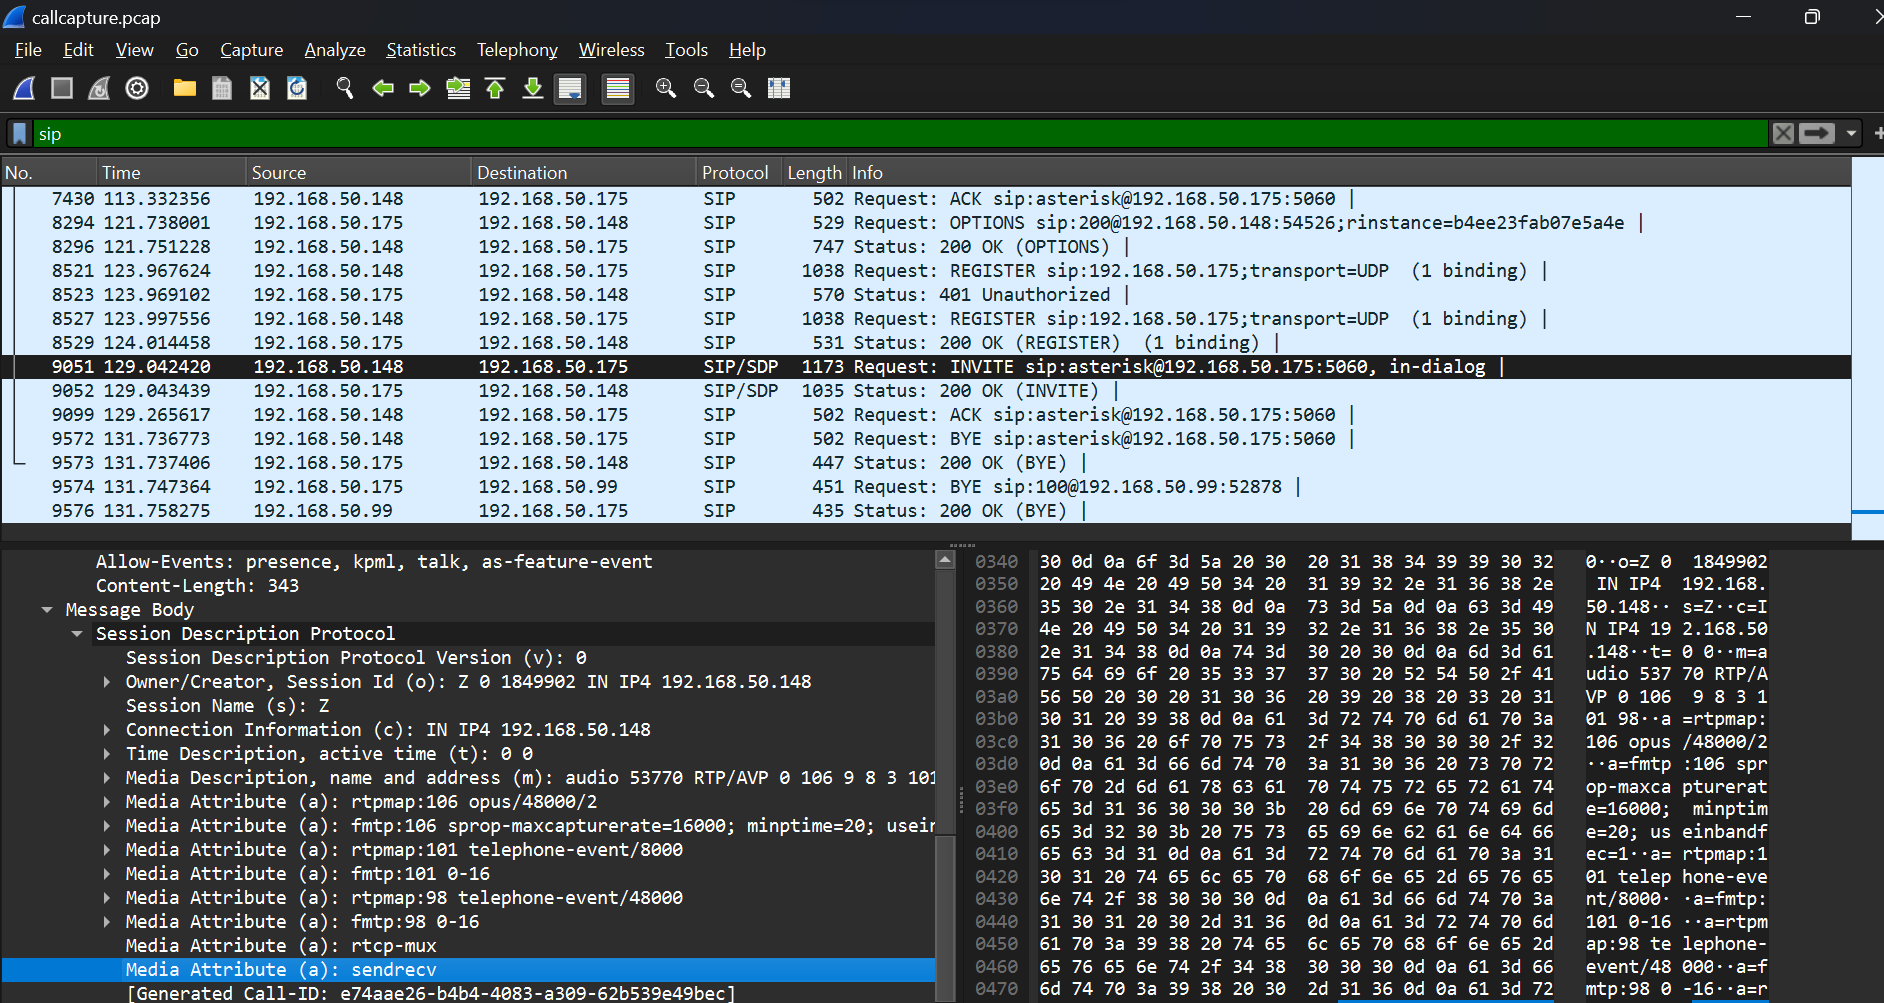 callcapture.pcap
File Edit View Go Capture Analyze Statistics Telephony Wireless Tools Help
sip
No. Time Source Destination Protocol Length Info
7430 113.332356 192.168.50.148 192.168.50.175 SIP 502 Request: ACK sip:asterisk@192.168.50.175:5060 |
8294 121.738001 192.168.50.175 192.168.50.148 SIP 529 Request: OPTIONS sip:200@192.168.50.148:54526;rinstance=b4ee23fab07e5a4e |
8296 121.751228 192.168.50.148 192.168.50.175 SIP 747 Status: 200 OK (OPTIONS) |
8521 123.967624 192.168.50.148 192.168.50.175 SIP 1038 Request: REGISTER sip:192.168.50.175;transport=UDP (1 binding) |
8523 123.969102 192.168.50.175 192.168.50.148 SIP 570 Status: 401 Unauthorized |
8527 123.997556 192.168.50.148 192.168.50.175 SIP 1038 Request: REGISTER sip:192.168.50.175;transport=UDP (1 binding) |
8529 124.014458 192.168.50.175 192.168.50.148 SIP 531 Status: 200 OK (REGISTER) (1 binding) |
9051 129.042420 192.168.50.148 192.168.50.175 SIP/SDP 1173 Request: INVITE sip:asterisk@192.168.50.175:5060, in-dialog |
9052 129.043439 192.168.50.175 192.168.50.148 SIP/SDP 1035 Status: 200 OK (INVITE) |
9099 129.265617 192.168.50.148 192.168.50.175 SIP 502 Request: ACK sip:asterisk@192.168.50.175:5060 |
9572 131.736773 192.168.50.148 192.168.50.175 SIP 502 Request: BYE sip:asterisk@192.168.50.175:5060 |
9573 131.737406 192.168.50.175 192.168.50.148 SIP 447 Status: 200 OK (BYE) |
9574 131.747364 192.168.50.175 192.168.50.99 SIP 451 Request: BYE sip:100@192.168.50.99:52878 |
9576 131.758275 192.168.50.99 192.168.50.175 SIP 435 Status: 200 OK (BYE) |
Allow-Events: presence, kpml, talk, as-feature-event
Content-Length: 343
Message Body
Session Description Protocol
Session Description Protocol Version (v): 0
Owner/Creator, Session Id (o): Z 0 1849902 IN IP4 192.168.50.148
Session Name (s): Z
Connection Information (c): IN IP4 192.168.50.148
Time Description, active time (t): 0 0
Media Description, name and address (m): audio 53770 RTP/AVP 0 106 9 8 3 101
Media Attribute (a): rtpmap:106 opus/48000/2
Media Attribute (a): fmtp:106 sprop-maxcapturerate=16000; minptime=20; usein
Media Attribute (a): rtpmap:101 telephone-event/8000
Media Attribute (a): fmtp:101 0-16
Media Attribute (a): rtpmap:98 telephone-event/48000
Media Attribute (a): fmtp:98 0-16
Media Attribute (a): rtcp-mux
Media Attribute (a): sendrecv
[Generated Call-ID: e74aae26-b4b4-4083-a309-62b539e49bec]
0340 30 0d 0a 6f 3d 5a 20 30 20 31 38 34 39 39 30 32 0··o=Z 0 1849902
0350 20 49 4e 20 49 50 34 20 31 39 32 2e 31 36 38 2e IN IP4 192.168.
0360 35 30 2e 31 34 38 0d 0a 73 3d 5a 0d 0a 63 3d 49 50.148·· s=Z··c=I
0370 4e 20 49 50 34 20 31 39 32 2e 31 36 38 2e 35 30 N IP4 19 2.168.50
0380 2e 31 34 38 0d 0a 74 3d 30 20 30 0d 0a 6d 3d 61 .148··t= 0 0··m=a
0390 75 64 69 6f 20 35 33 37 37 30 20 52 54 50 2f 41 udio 537 70 RTP/A
03a0 56 50 20 30 20 31 30 36 20 39 20 38 20 33 20 31 VP 0 106 9 8 3 1
03b0 30 31 20 39 38 0d 0a 61 3d 72 74 70 6d 61 70 3a 01 98··a =rtpmap:
03c0 31 30 36 20 6f 70 75 73 2f 34 38 30 30 30 2f 32 106 opus /48000/2
03d0 0d 0a 61 3d 66 6d 74 70 3a 31 30 36 20 73 70 72 ··a=fmtp :106 spr
03e0 6f 70 2d 6d 61 78 63 61 70 74 75 72 65 72 61 74 op-maxca pturerat
03f0 65 3d 31 36 30 30 30 3b 20 6d 69 6e 70 74 69 6d e=16000; minptim
0400 65 3d 32 30 3b 20 75 73 65 69 6e 62 61 6e 64 66 e=20; us einbandf
0410 65 63 3d 31 0d 0a 61 3d 72 74 70 6d 61 70 3a 31 ec=1··a= rtpmap:1
0420 30 31 20 74 65 6c 65 70 68 6f 6e 65 2d 65 76 65 01 telep hone-eve
0430 6e 74 2f 38 30 30 30 0d 0a 61 3d 66 6d 74 70 3a nt/8000· ·a=fmtp:
0440 31 30 31 20 30 2d 31 36 0d 0a 61 3d 72 74 70 6d 101 0-16 ··a=rtpm
0450 61 70 3a 39 38 20 74 65 6c 65 70 68 6f 6e 65 2d ap:98 te lephone-
0460 65 76 65 6e 74 2f 34 38 30 30 30 0d 0a 61 3d 66 event/48 000··a=f
0470 6d 74 70 3a 39 38 20 30 2d 31 36 0d 0a 61 3d 72 mtp:98 0 -16··a=r